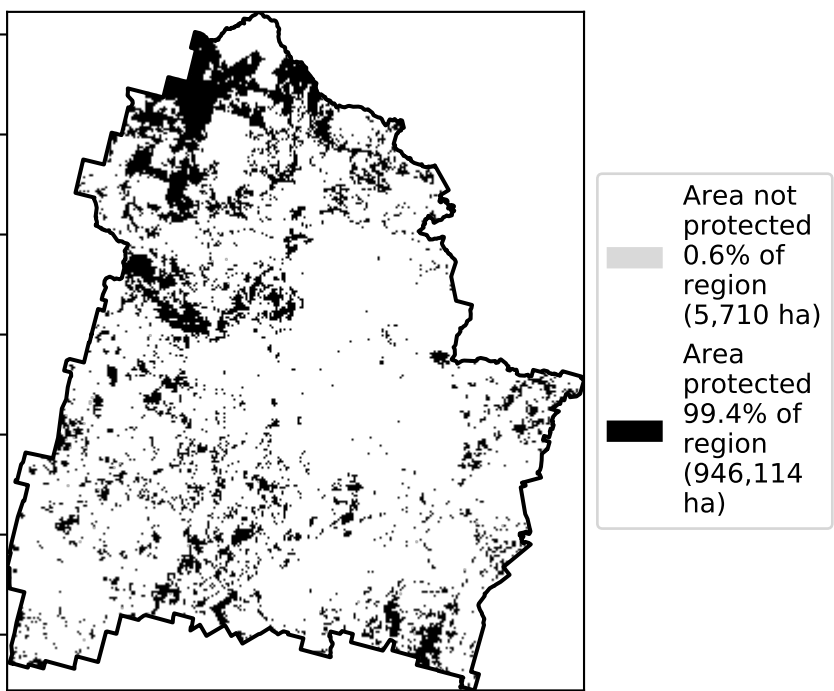 Area not
protected
0.6% of
region
(5,710 ha)
Area
protected
99.4% of
region
(946,114
ha)